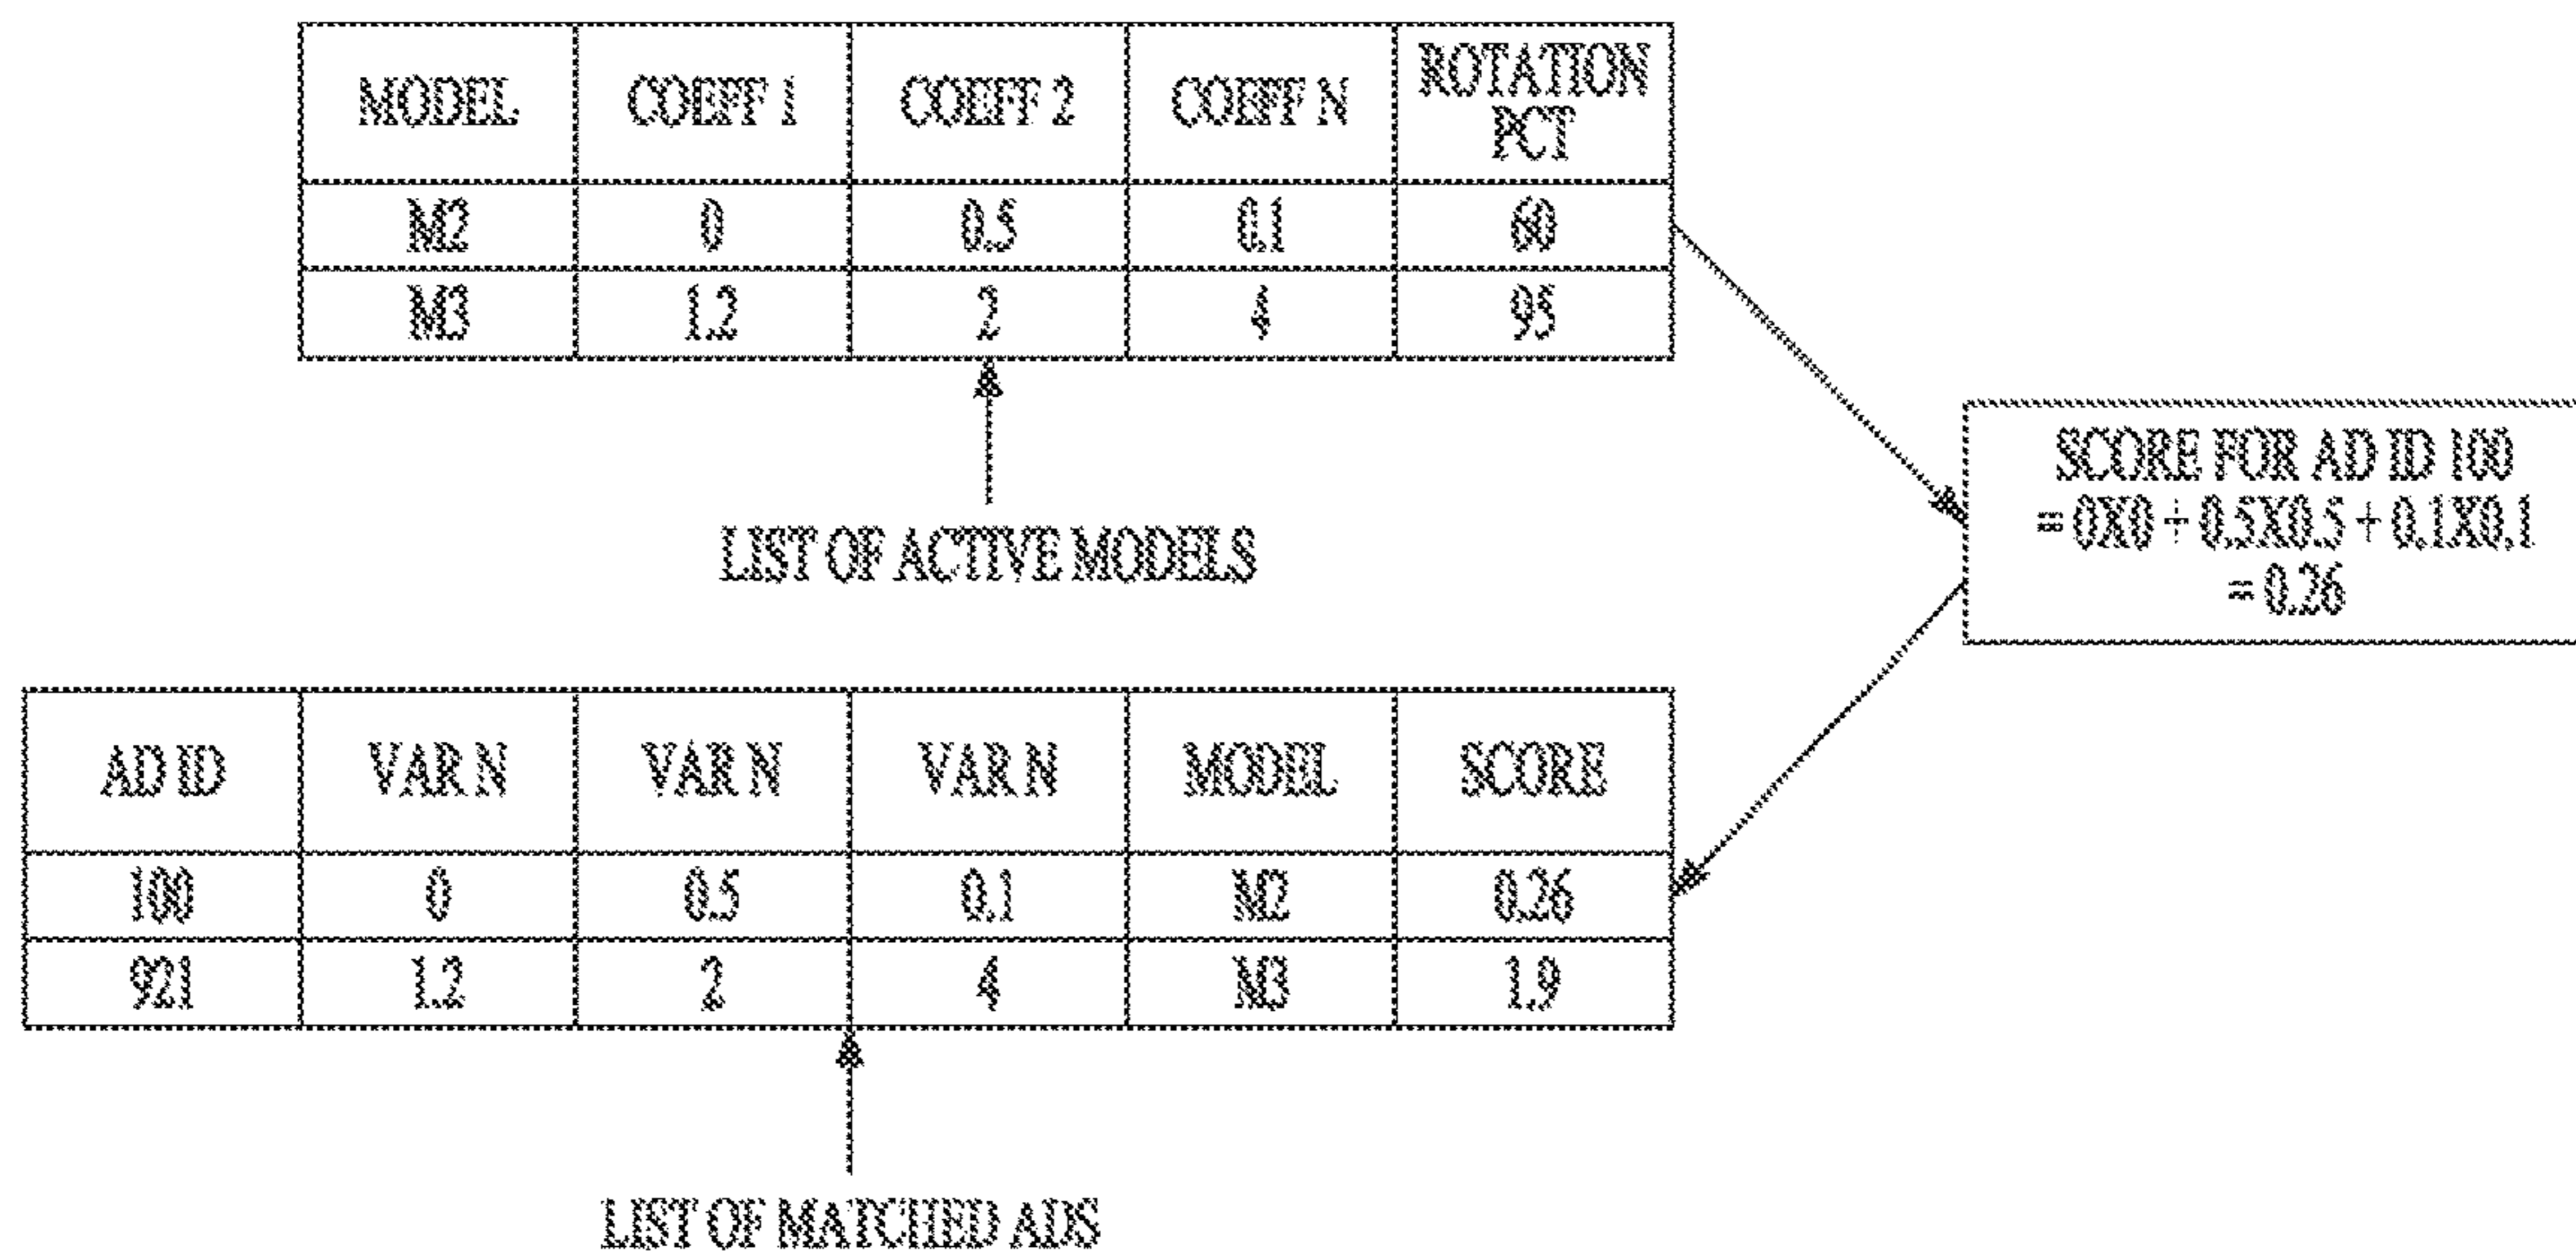 MODEL COEFF 1 COEFF 2 COEFF N ROTATION PCT
M2 0 0.5 0.1 60
M3 1.2 2 4 95
LIST OF ACTIVE MODELS
SCORE FOR AD ID 100
= 0X0 + 0.5X0.5 + 0.1X0.1
= 0.26
AD ID VAR N VAR N VAR N MODEL SCORE
100 0 0.5 0.1 M2 0.26
921 1.2 2 4 M3 1.9
LIST OF MATCHED ADS